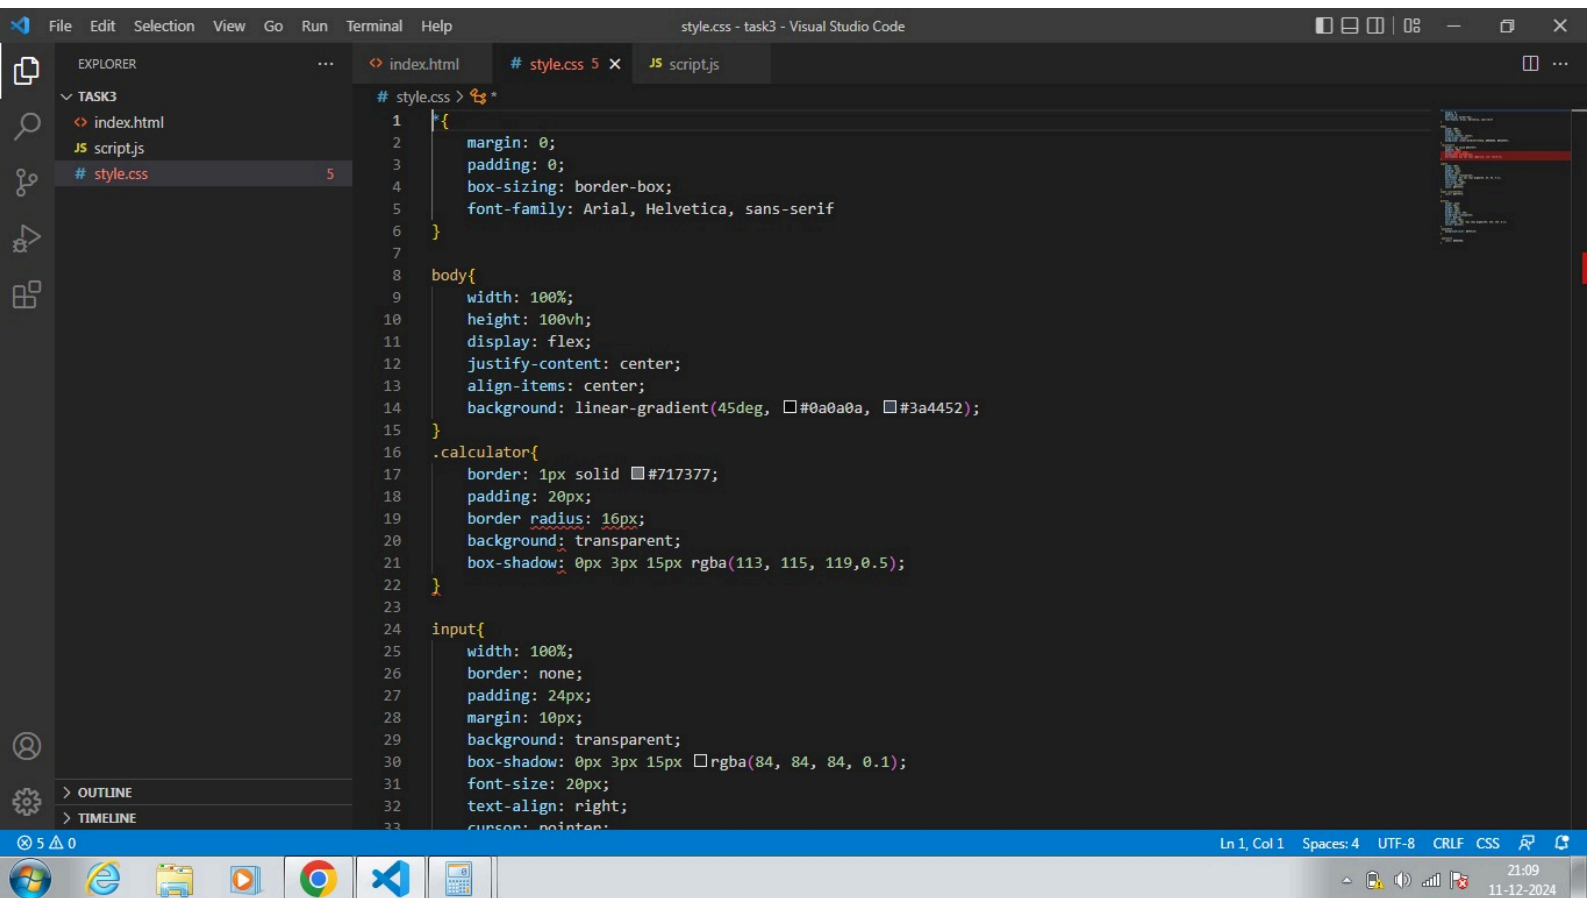 File Edit Selection View Go Run Terminal Help style.css - task3 - Visual Studio Code
EXPLORER ··· <> index.html # style.css 5 × JS script.js ···
TASK3
<> index.html
JS script.js
# style.css 5
# style.css > *
1 *{
2 margin: 0;
3 padding: 0;
4 box-sizing: border-box;
5 font-family: Arial, Helvetica, sans-serif
6 }
7
8 body{
9 width: 100%;
10 height: 100vh;
11 display: flex;
12 justify-content: center;
13 align-items: center;
14 background: linear-gradient(45deg, #0a0a0a, #3a4452);
15 }
16 .calculator{
17 border: 1px solid #717377;
18 padding: 20px;
19 border radius: 16px;
20 background: transparent;
21 box-shadow: 0px 3px 15px rgba(113, 115, 119,0.5);
22 }
23
24 input{
25 width: 100%;
26 border: none;
27 padding: 24px;
28 margin: 10px;
29 background: transparent;
30 box-shadow: 0px 3px 15px rgba(84, 84, 84, 0.1);
31 font-size: 20px;
32 text-align: right;
33 cursor: pointer;
> OUTLINE
> TIMELINE
5 0 Ln 1, Col 1 Spaces: 4 UTF-8 CRLF CSS
21:09
11-12-2024